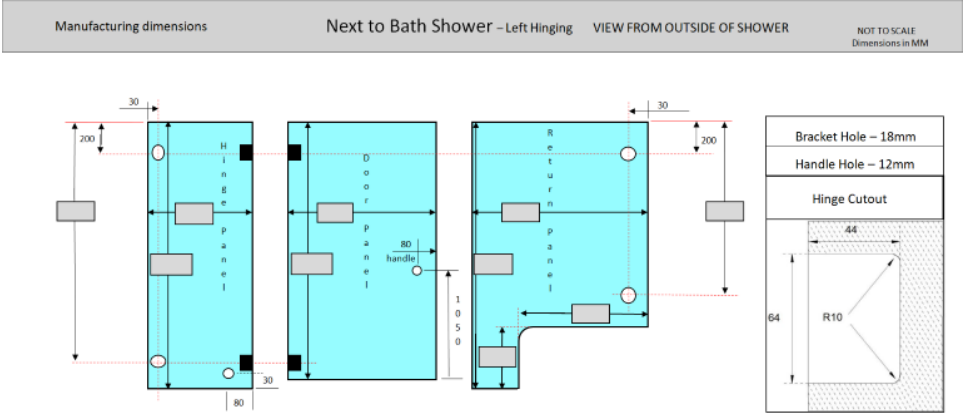 Manufacturing dimensions
Next to Bath Shower – Left Hinging VIEW FROM OUTSIDE OF SHOWER
NOT TO SCALE
Dimensions in MM
30
200
Hinge Panel
30
80
Door Panel
80
handle
1050
Return Panel
30
200
Bracket Hole – 18mm
Handle Hole – 12mm
Hinge Cutout
44
64
R10